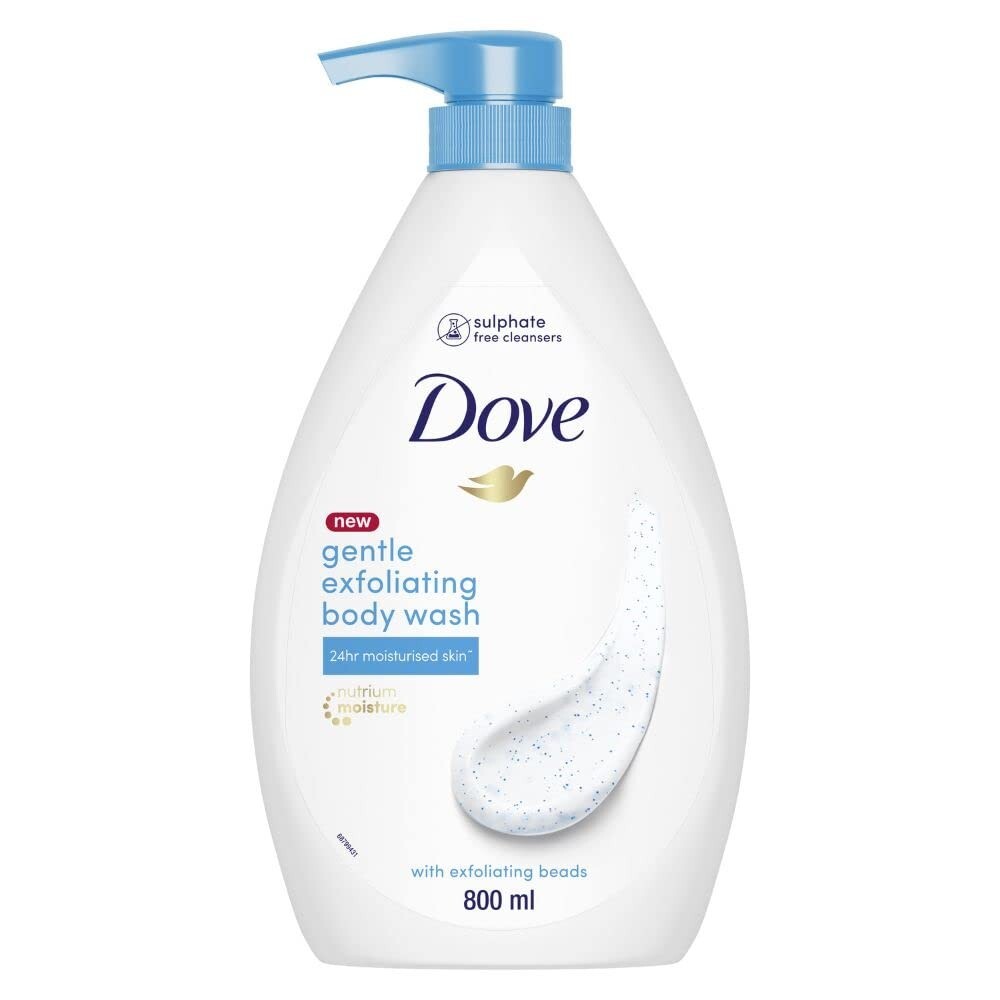 sulphate
free cleansers
Dove
new
gentle
exfoliating
body wash
24hr moisturised skin~
nutrium
moisture
68799431
with exfoliating beads
800 ml